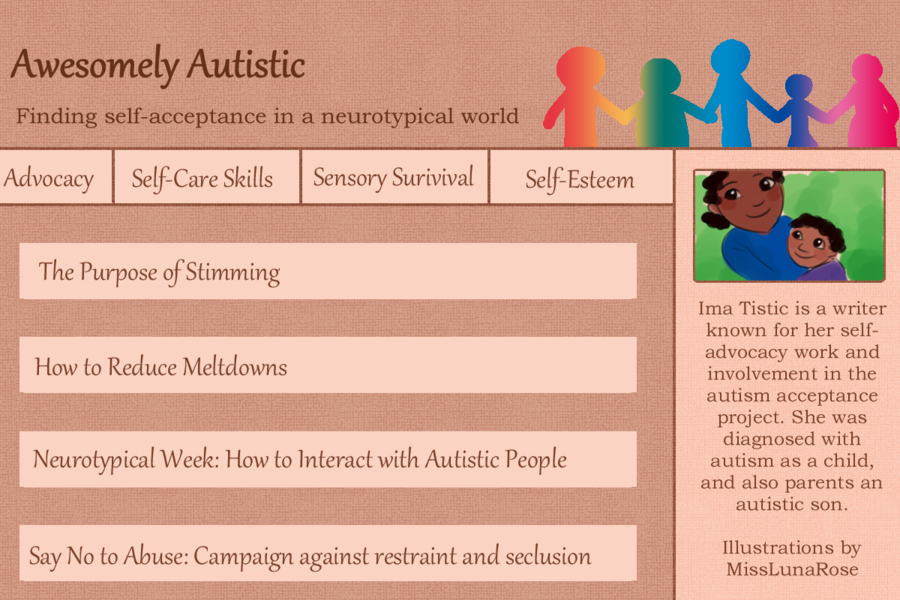 Awesomely Autistic
Finding self-acceptance in a neurotypical world
Advocacy
Self-Care Skills
Sensory Surivival
Self-Esteem
The Purpose of Stimming
How to Reduce Meltdowns
Neurotypical Week: How to Interact with Autistic People
Say No to Abuse: Campaign against restraint and seclusion
Ima Tistic is a writer
known for her self-
advocacy work and
involvement in the
autism acceptance
project. She was
diagnosed with
autism as a child,
and also parents an
autistic son.
Illustrations by
MissLunaRose